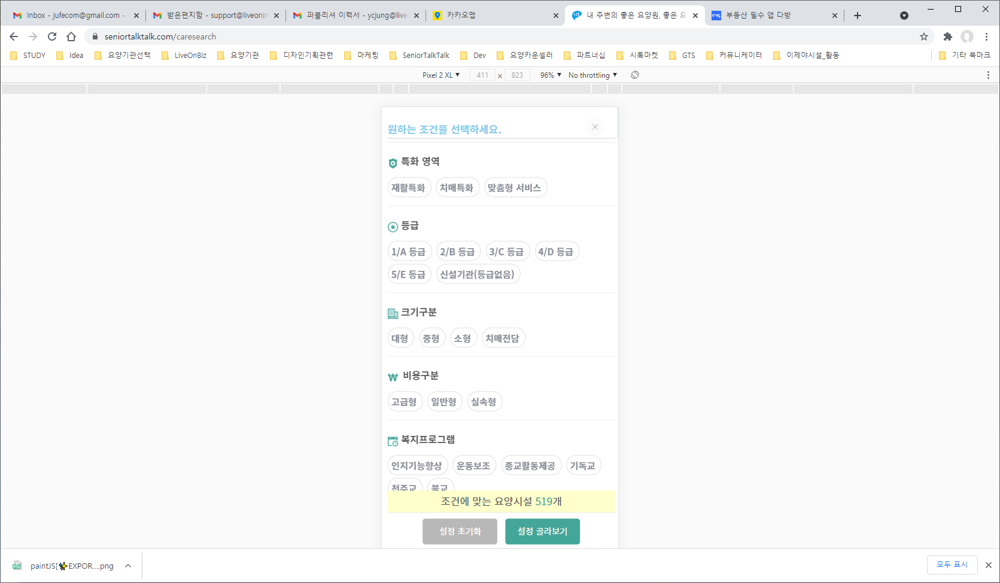 Inbox - jufecom@gmail.com -
받은편지함 - support@liveonin
퍼블리셔 이력서 - ycjung@live
카카오맵
내 주변의 좋은 요양원, 좋은 요
부동산 필수 앱 다방
seniortalktalk.com/caresearch
STUDY
Idea
요양기관선택
LiveOnBiz
요양기관
디자인기획관련
마케팅
SeniorTalkTalk
Dev
요양카운셀러
파트너십
시톡마켓
GTS
커뮤니케이터
이제야시설_활동
기타 북마크
Pixel 2 XL ▼ 411 × 823 96% ▼ No throttling ▼
원하는 조건을 선택하세요.
특화 영역
재활특화 치매특화 맞춤형 서비스
등급
1/A 등급 2/B 등급 3/C 등급 4/D 등급
5/E 등급 신설기관(등급없음)
크기구분
대형 중형 소형 치매전담
비용구분
고급형 일반형 실속형
복지프로그램
인지기능향상 운동보조 종교활동제공 기독교
천주교 불교
조건에 맞는 요양시설 519개
설정 초기화 설정 골라보기
paintJS[✨EXPOR....png
모두 표시